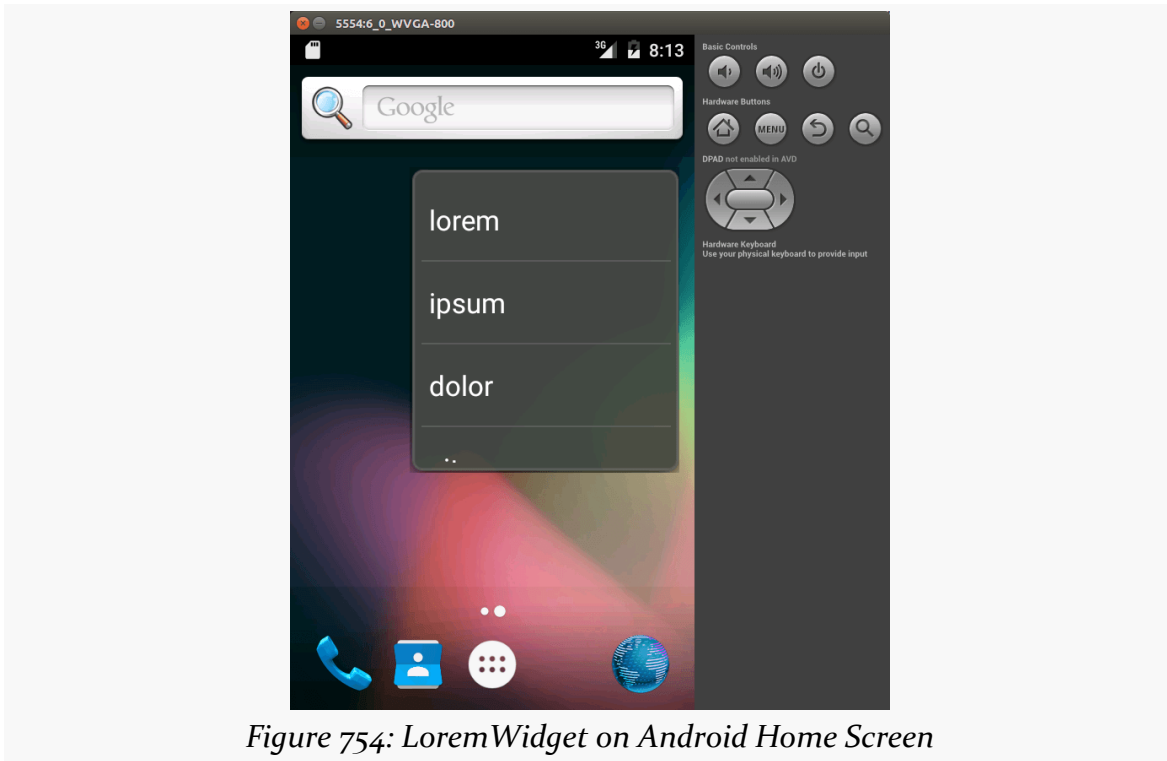 5554:6_0_WVGA-800
3G 8:13
Google
lorem
ipsum
dolor
Basic Controls
Hardware Buttons
MENU
DPAD not enabled in AVD
Hardware Keyboard
Use your physical keyboard to provide input
Figure 754: LoremWidget on Android Home Screen